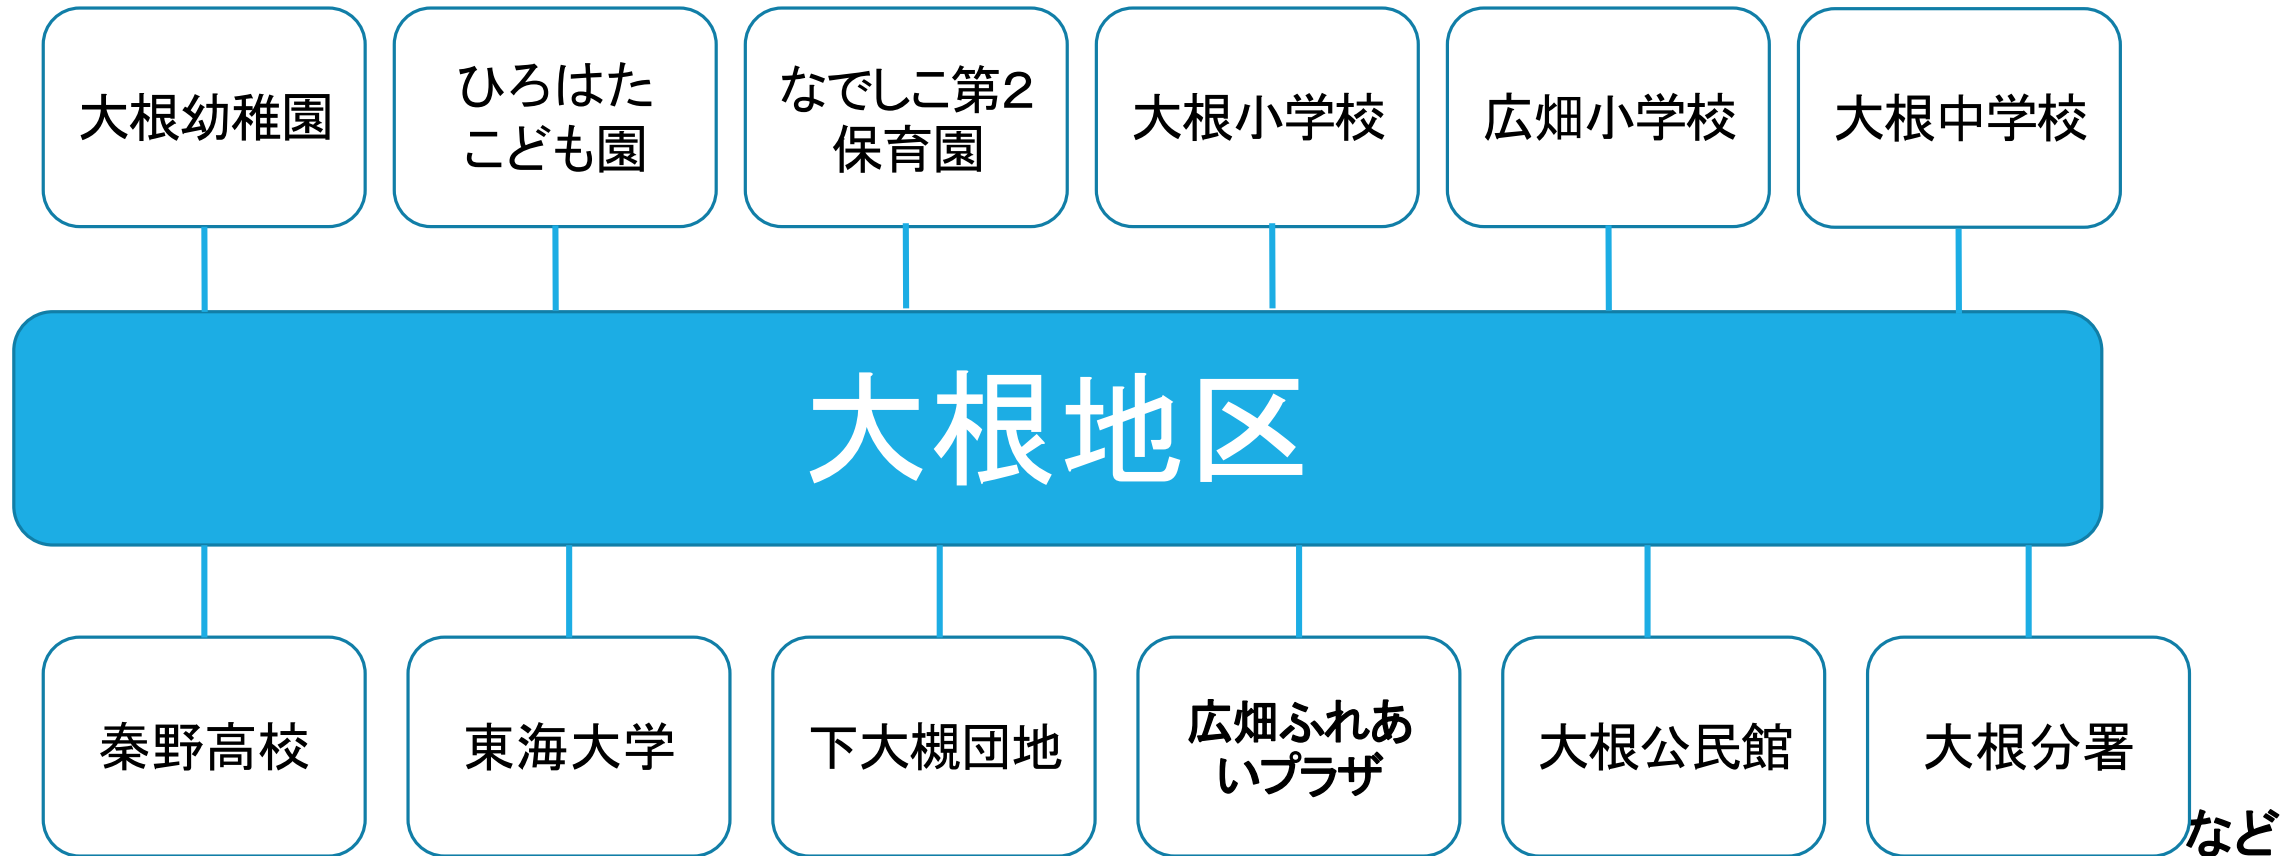 大根幼稚園
ひろはた
こども園
なでしこ第2
保育園
大根小学校
広畑小学校
大根中学校
大根地区
秦野高校
東海大学
下大槻団地
広畑ふれあ
いプラザ
大根公民館
大根分署
など